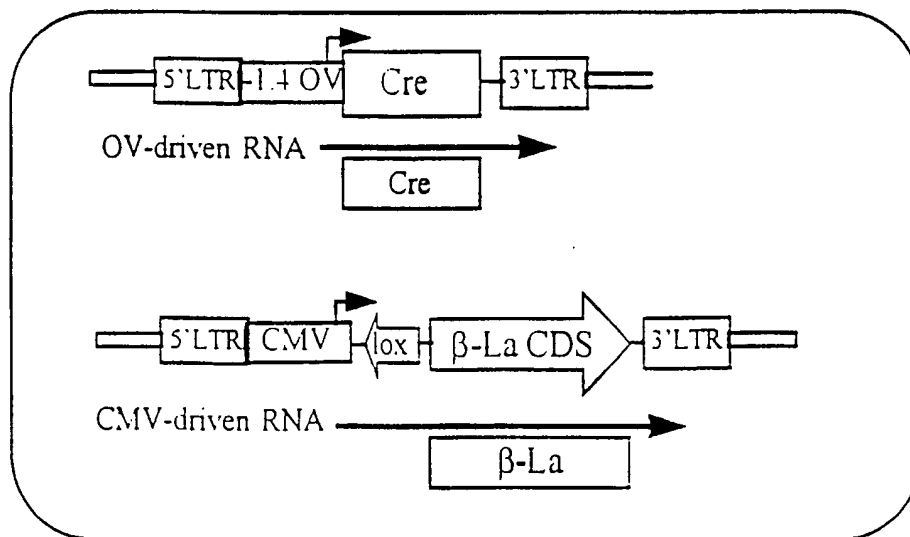 5'LTR -1.4 OV Cre 3'LTR
OV-driven RNA
Cre
5'LTR CMV lox β-La CDS 3'LTR
CMV-driven RNA
β-La